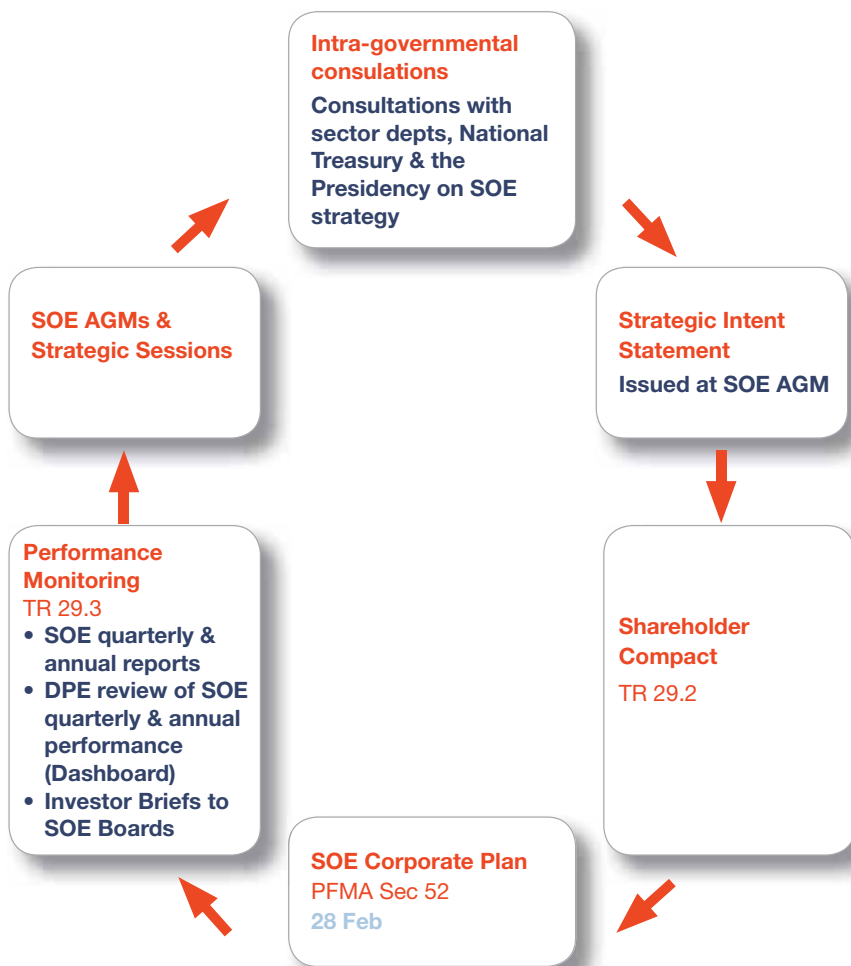 Intra-governmental
consulations
Consultations with
sector depts, National
Treasury & the
Presidency on SOE
strategy
SOE AGMs &
Strategic Sessions
Strategic Intent
Statement
Issued at SOE AGM
Performance
Monitoring
TR 29.3
• SOE quarterly &
annual reports
• DPE review of SOE
quarterly & annual
performance
(Dashboard)
• Investor Briefs to
SOE Boards
Shareholder
Compact
TR 29.2
SOE Corporate Plan
PFMA Sec 52
28 Feb